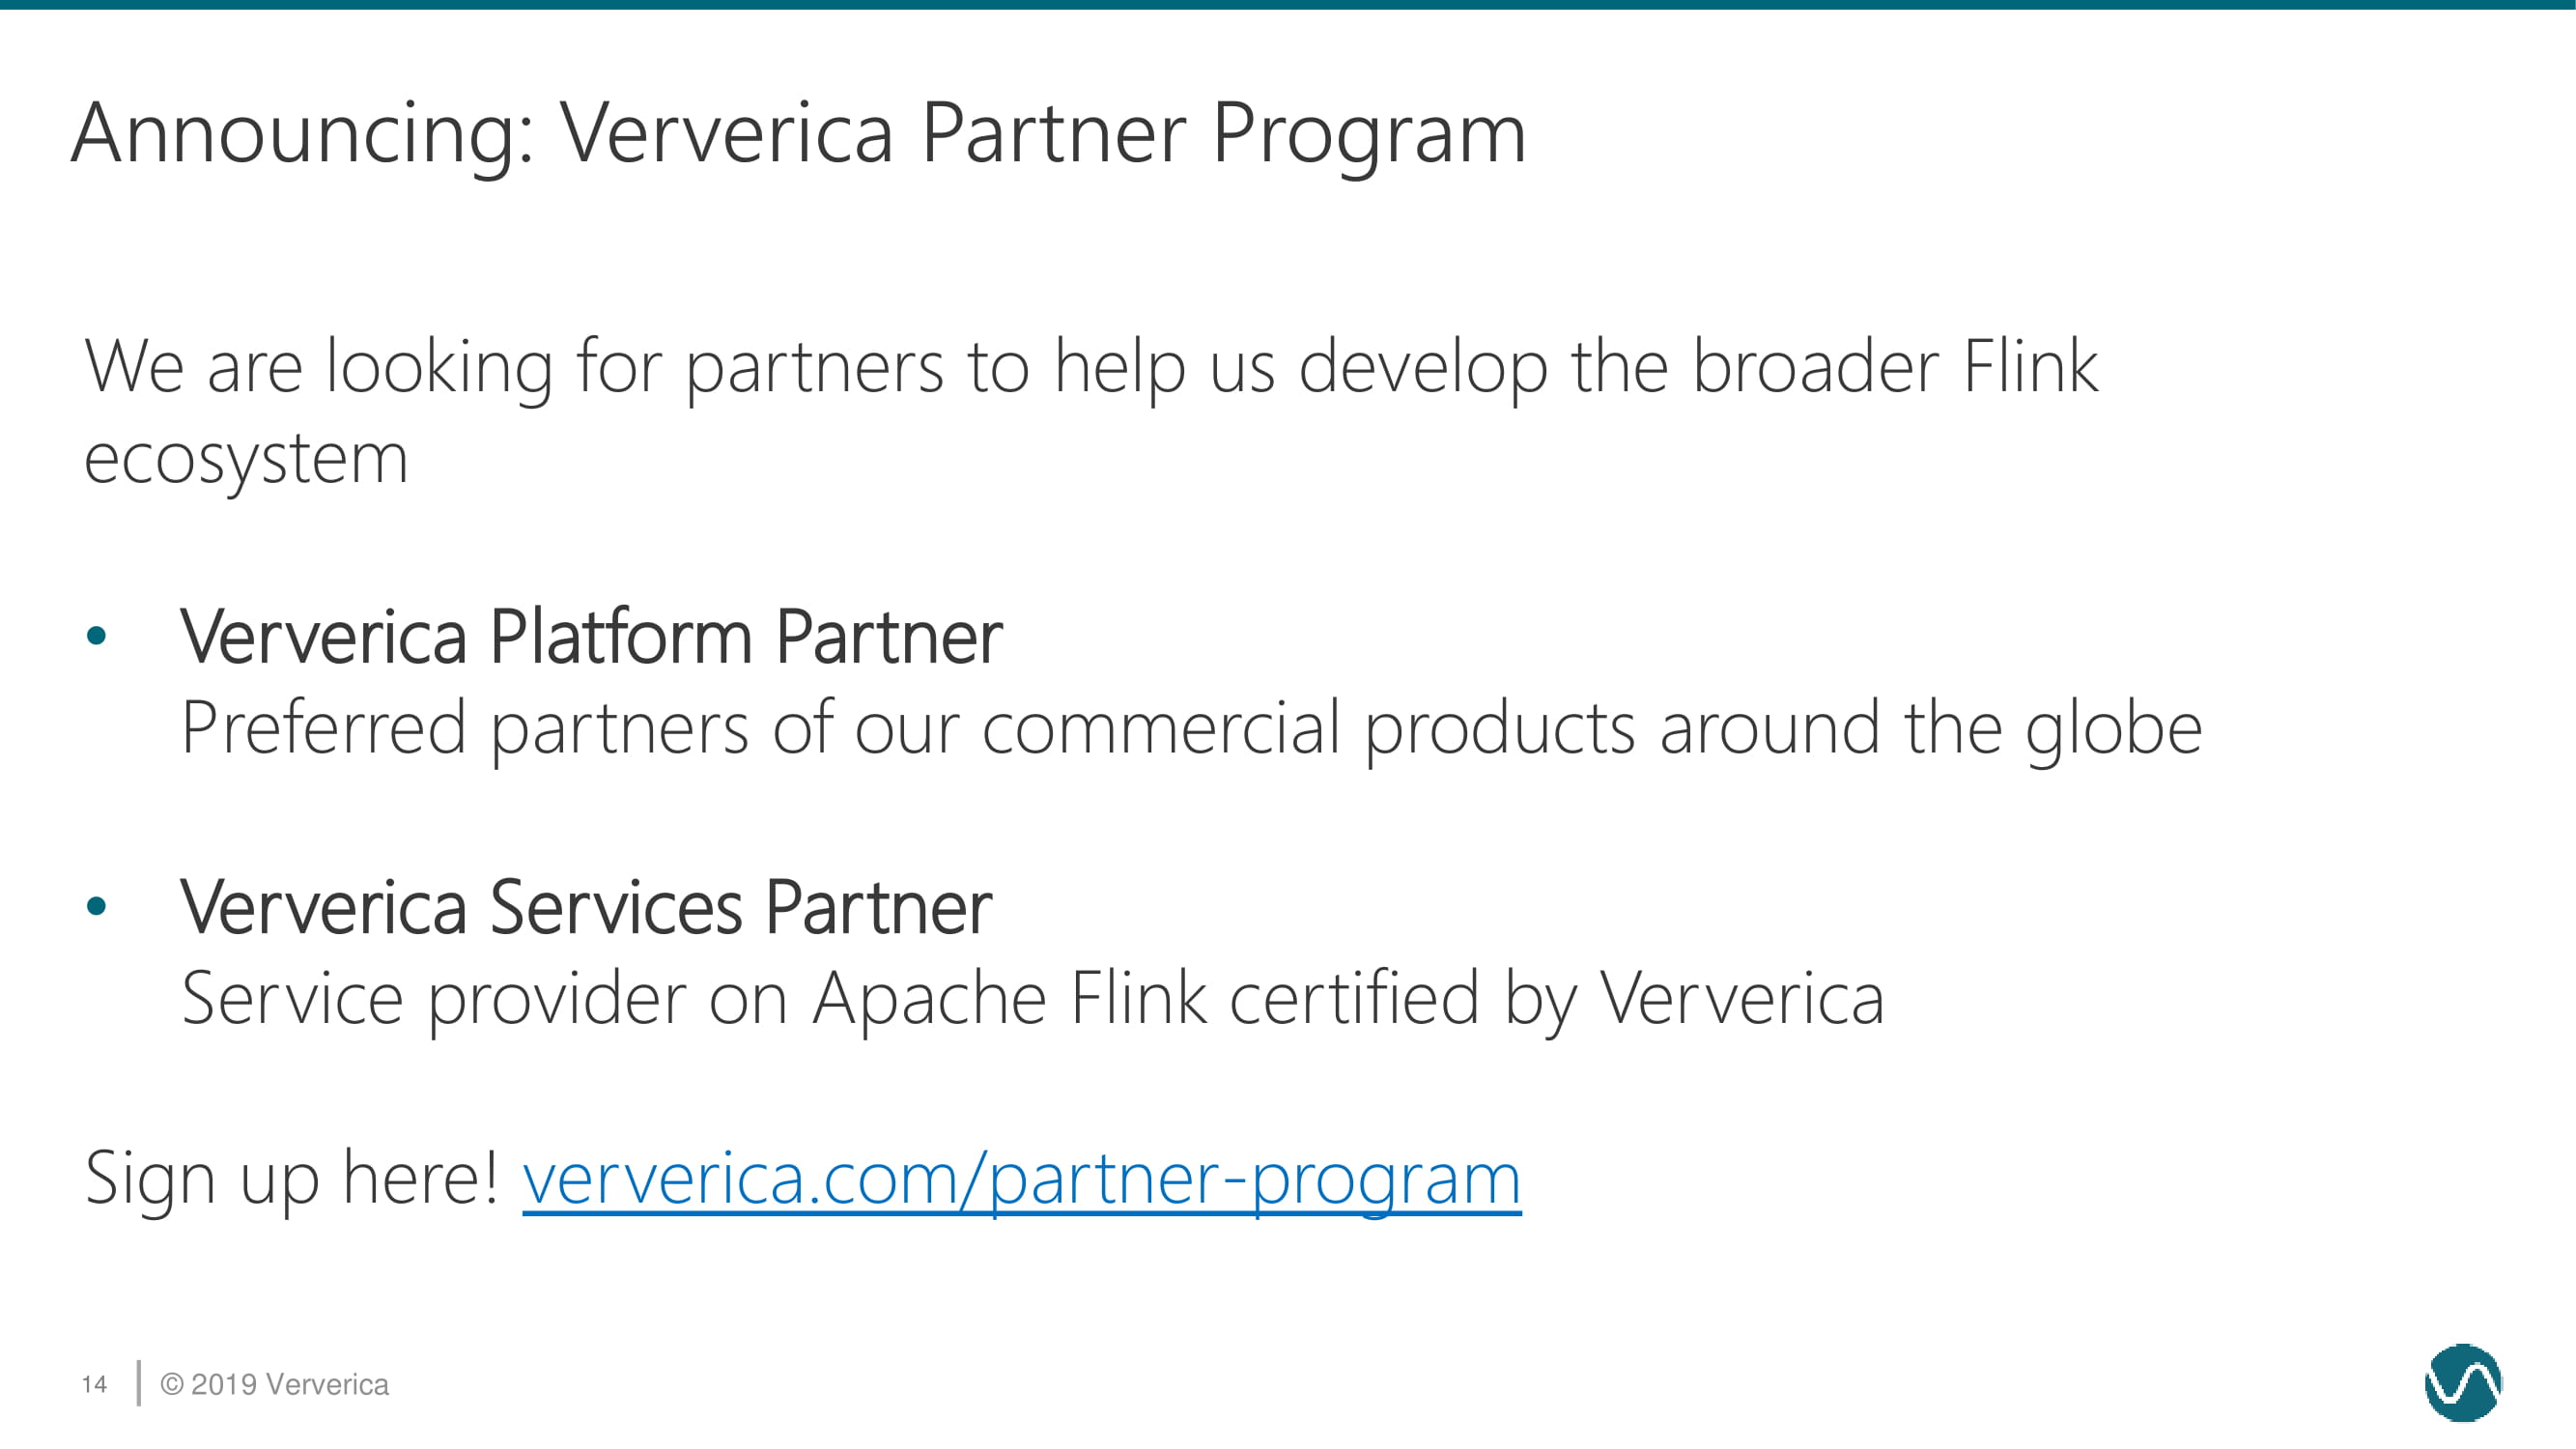 Announcing: Ververica Partner Program
We are looking for partners to help us develop the broader Flink
ecosystem
• Ververica Platform Partner
Preferred partners of our commercial products around the globe
• Ververica Services Partner
Service provider on Apache Flink certified by Ververica
Sign up here! ververica.com/partner-program
14 © 2019 Ververica